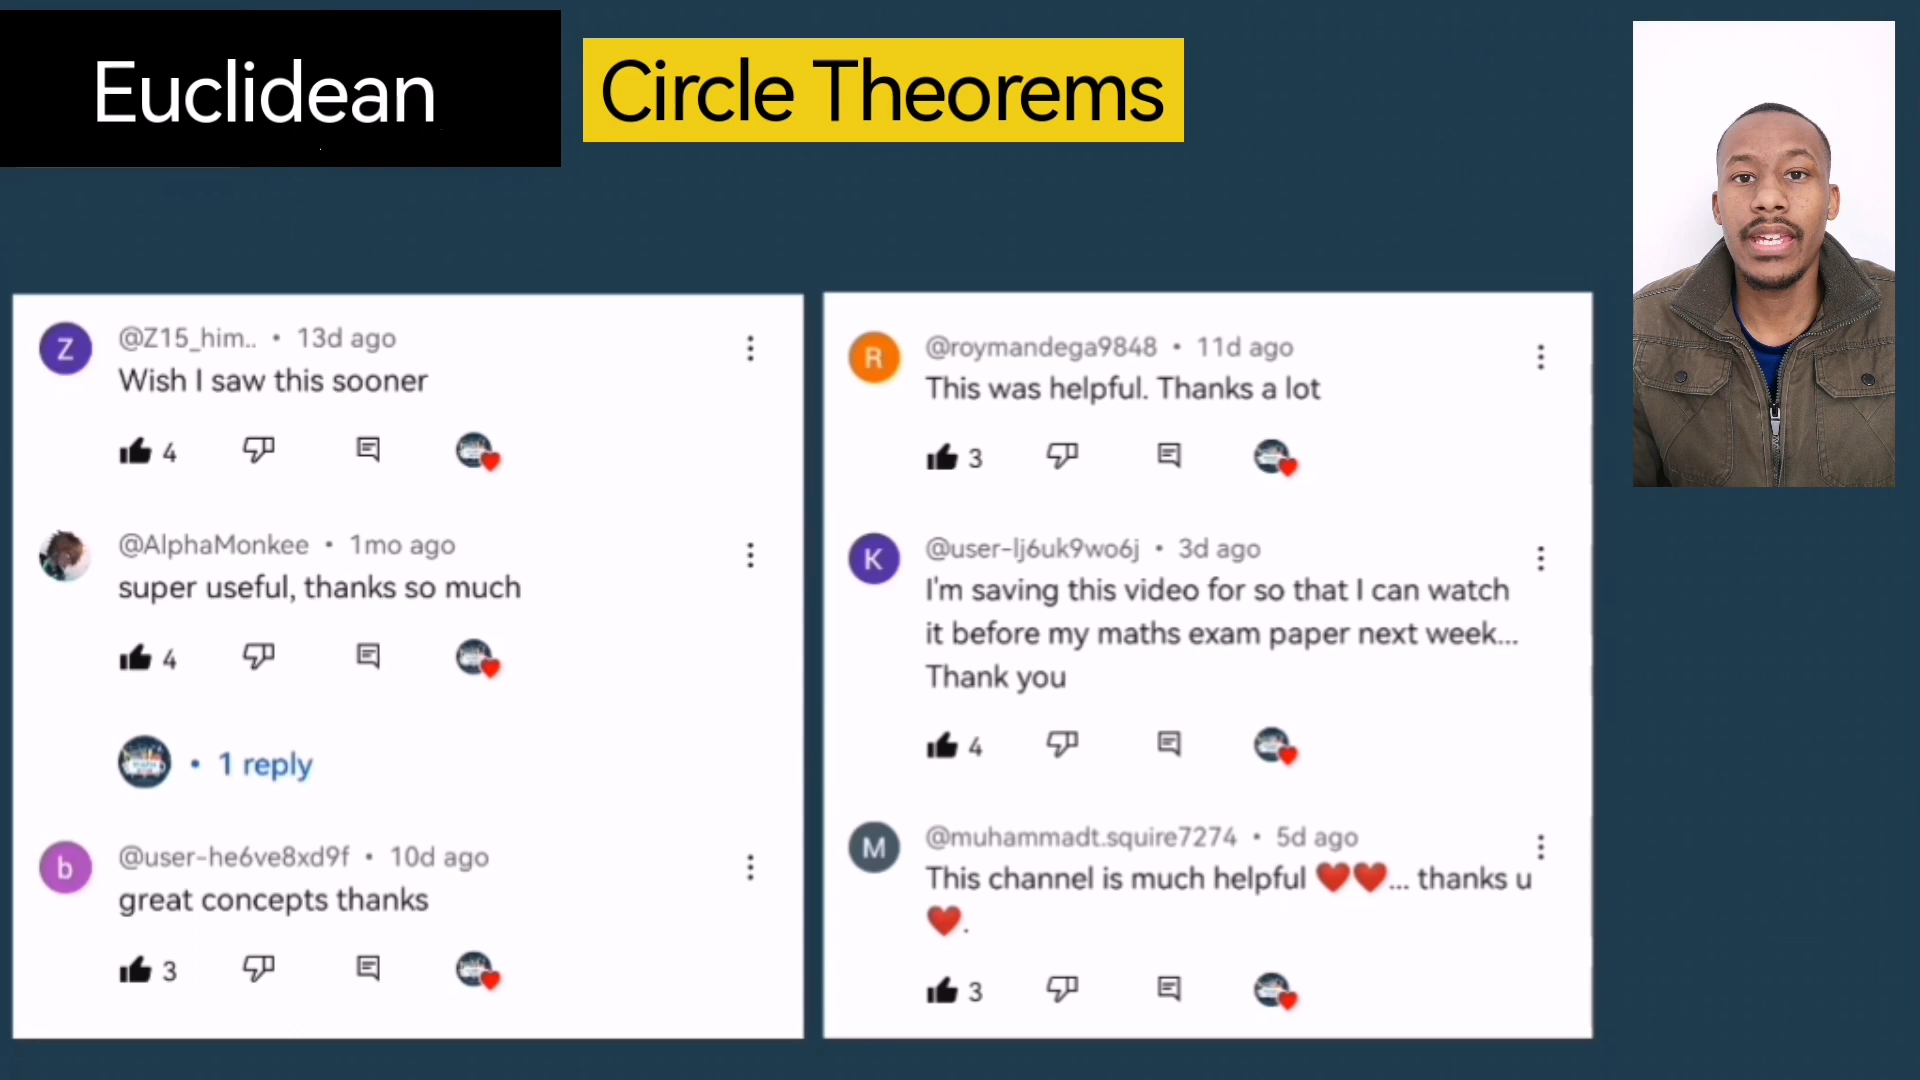 Euclidean
Circle Theorems
Z
@Z15_him.. • 13d ago
Wish I saw this sooner
4
@AlphaMonkee • 1mo ago
super useful, thanks so much
4
• 1 reply
b
@user-he6ve8xd9f • 10d ago
great concepts thanks
3
R
@roymandega9848 • 11d ago
This was helpful. Thanks a lot
3
K
@user-lj6uk9wo6j • 3d ago
I'm saving this video for so that I can watch
it before my maths exam paper next week...
Thank you
4
M
@muhammadt.squire7274 • 5d ago
This channel is much helpful ❤️❤️... thanks u
❤️.
3